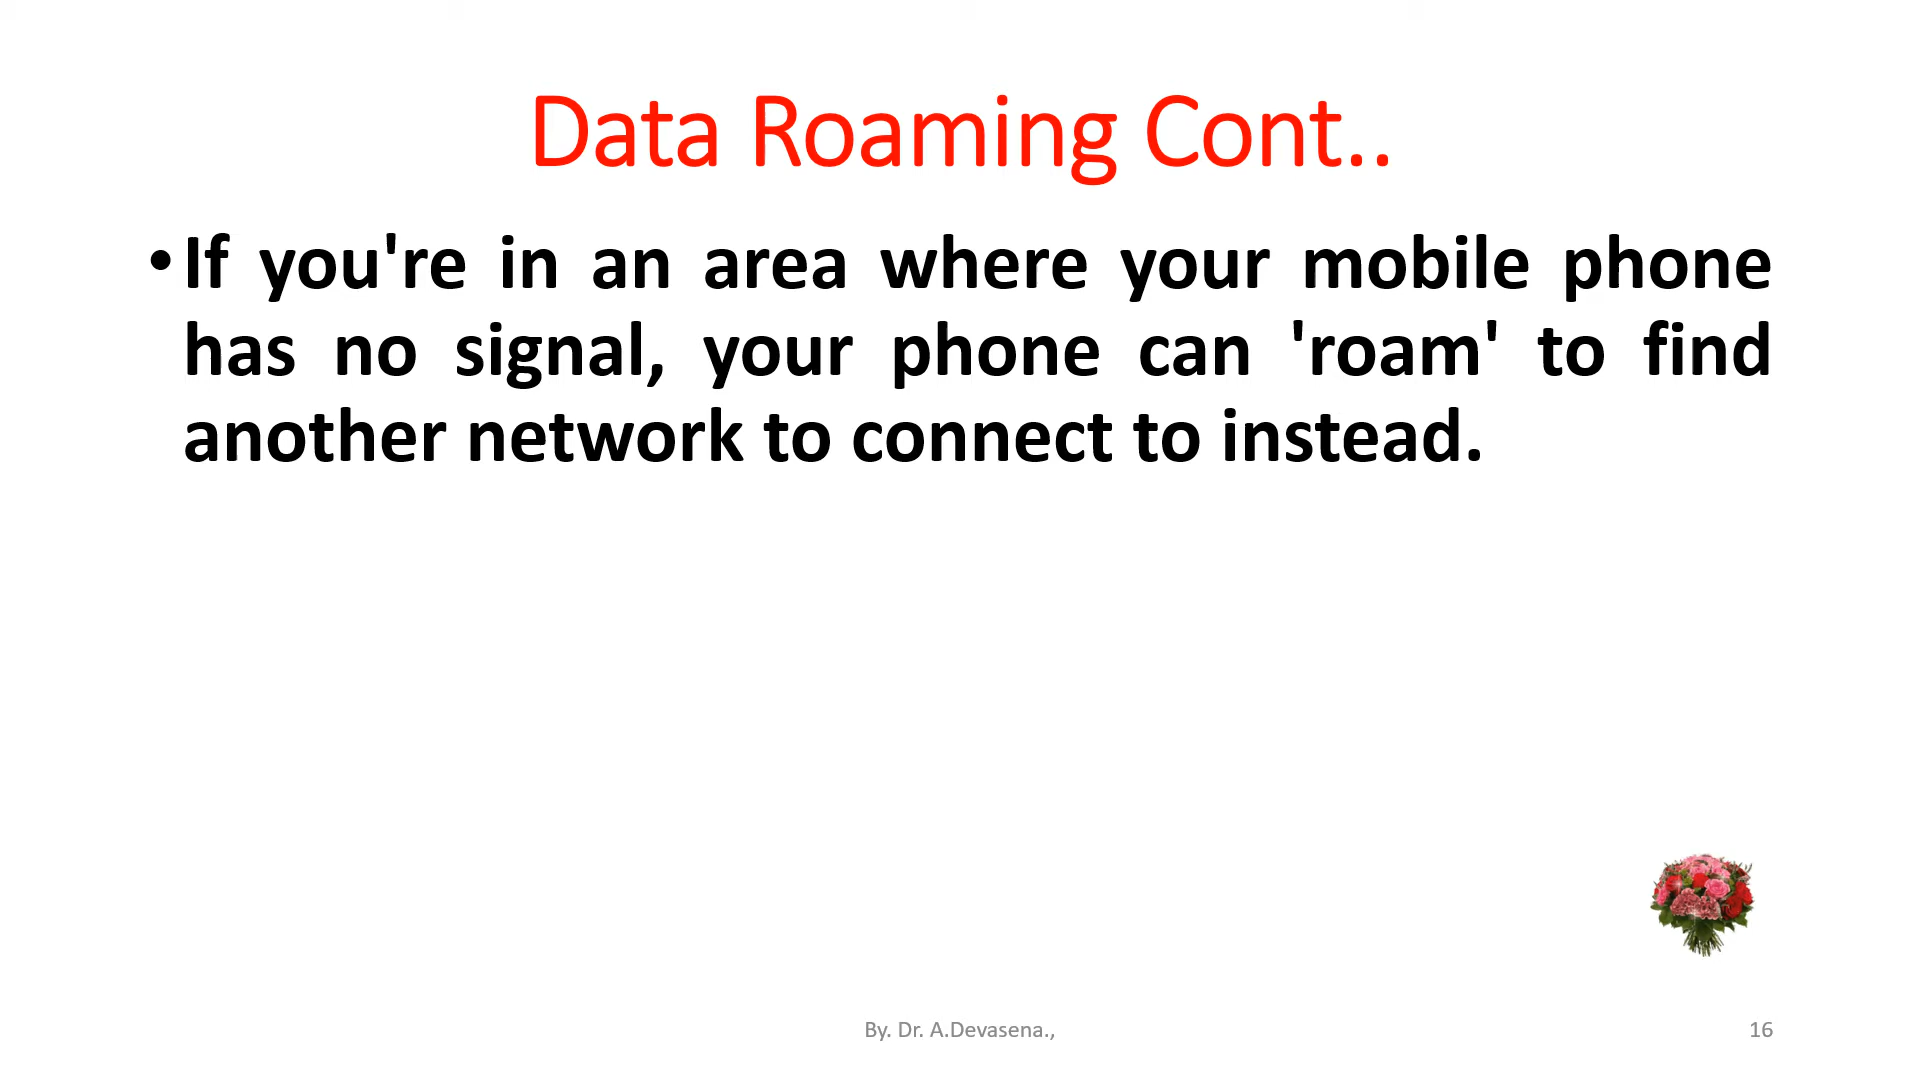 Data Roaming Cont..
•If you're in an area where your mobile phone
has no signal, your phone can 'roam' to find
another network to connect to instead.
By. Dr. A.Devasena.,
16